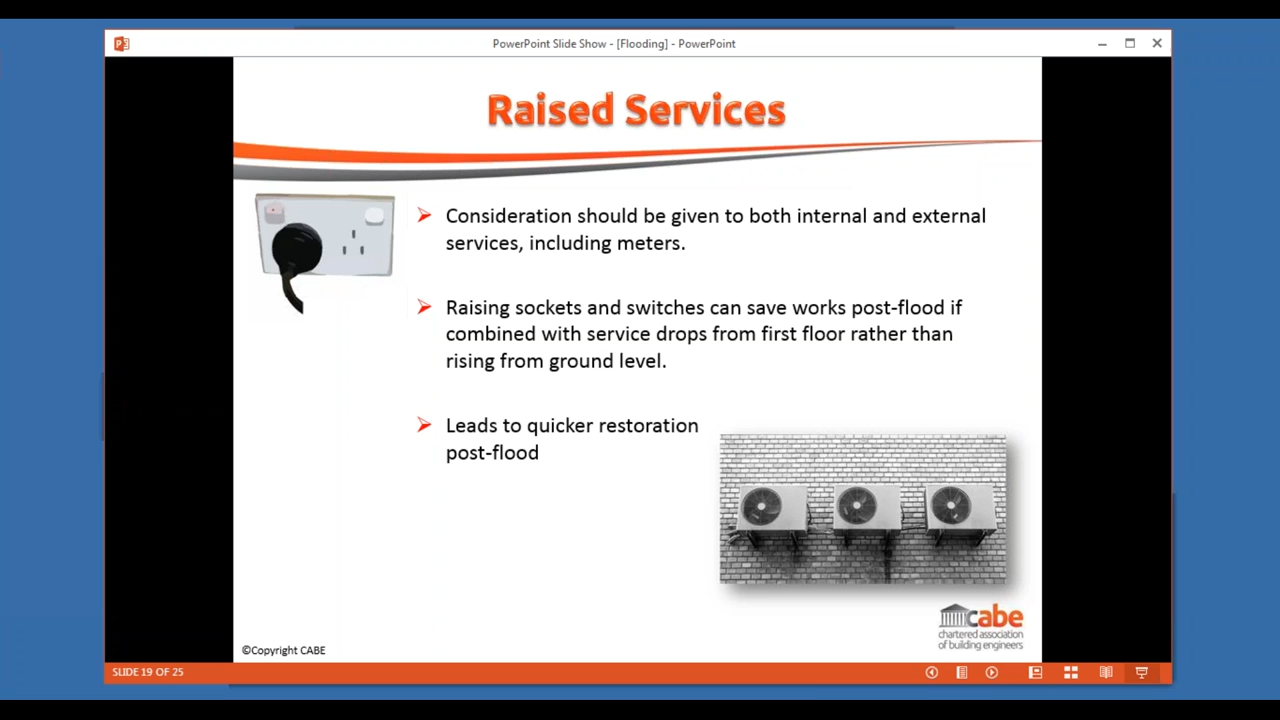 PowerPoint Slide Show - [Flooding] - PowerPoint
Raised Services
Consideration should be given to both internal and external
services, including meters.
Raising sockets and switches can save works post-flood if
combined with service drops from first floor rather than
rising from ground level.
Leads to quicker restoration
post-flood
cabe
chartered association
of building engineers
©Copyright CABE
SLIDE 19 OF 25